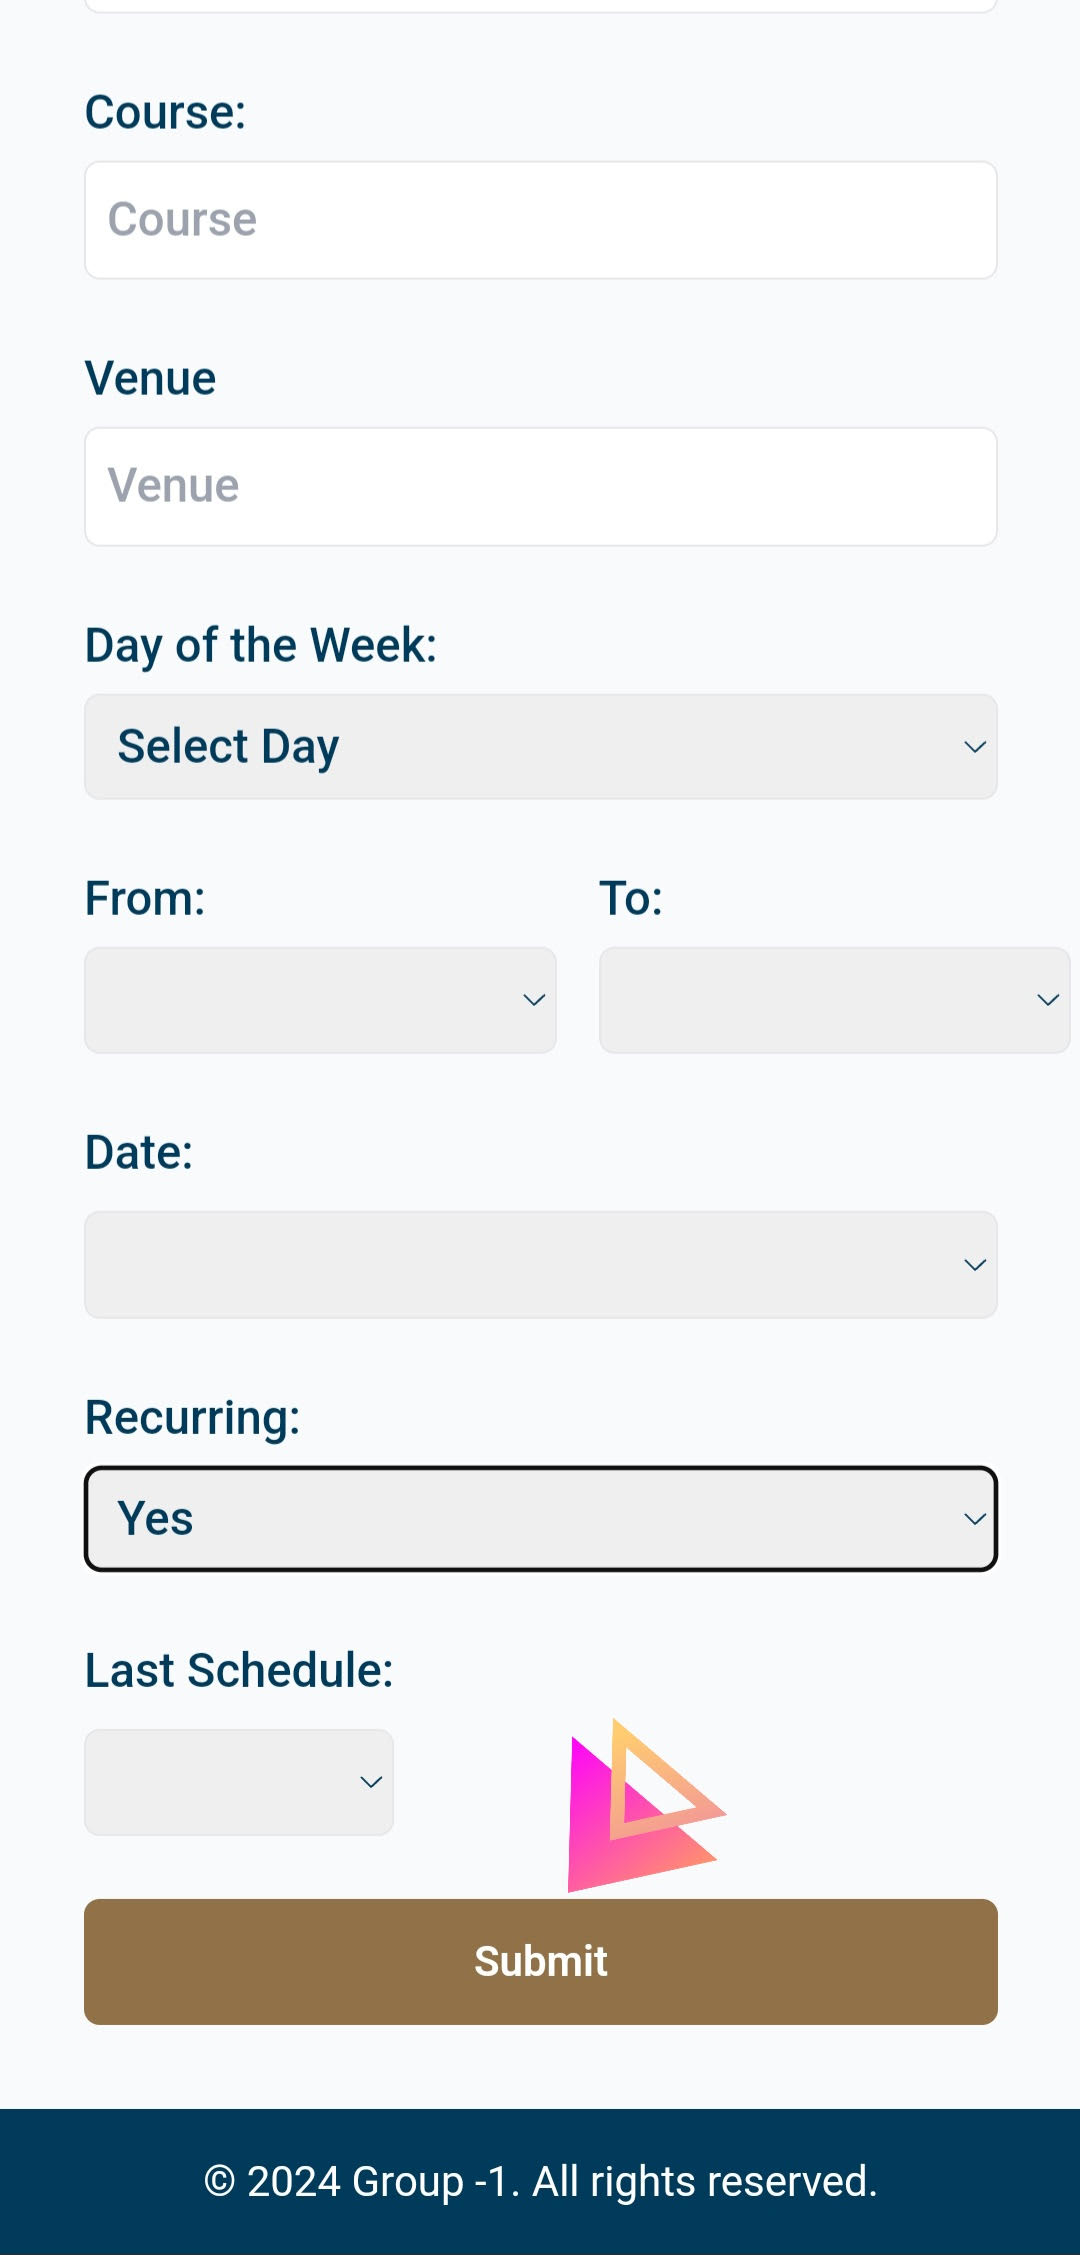 Course:
Course
Venue
Venue
Day of the Week:
Select Day
From: To:
Date:
Recurring:
Yes
Last Schedule:
Submit
© 2024 Group -1. All rights reserved.